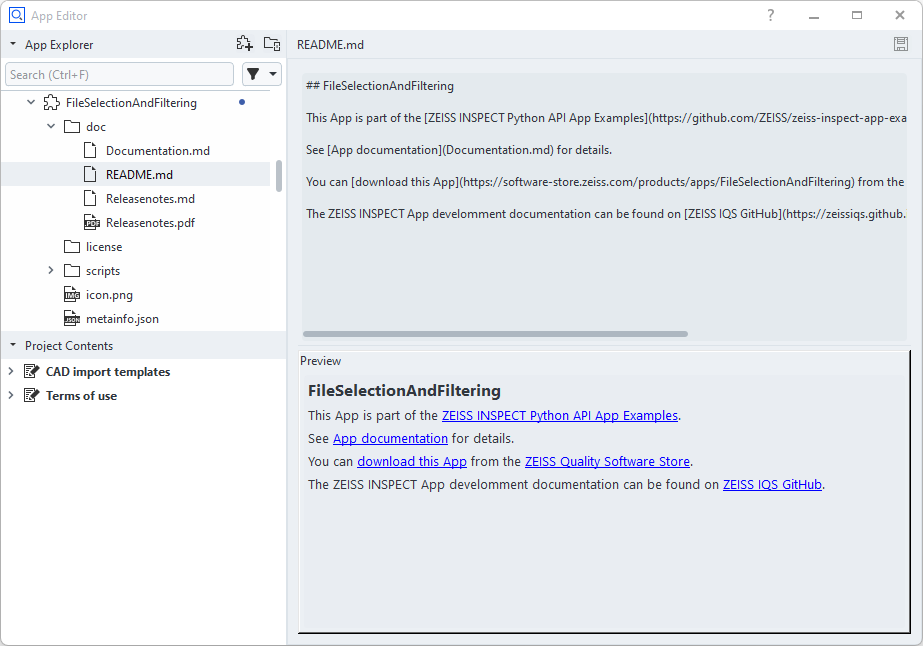 App Editor
?
App Explorer
Search (Ctrl+F)
FileSelectionAndFiltering
doc
Documentation.md
README.md
Releasenotes.md
PDF Releasenotes.pdf
license
scripts
IMG icon.png
JSON metainfo.json
Project Contents
CAD import templates
Terms of use
README.md
## FileSelectionAndFiltering
This App is part of the [ZEISS INSPECT Python API App Examples](https://github.com/ZEISS/zeiss-inspect-app-exa
See [App documentation](Documentation.md) for details.
You can [download this App](https://software-store.zeiss.com/products/apps/FileSelectionAndFiltering) from the
The ZEISS INSPECT App develomment documentation can be found on [ZEISS IQS GitHub](https://zeissiqs.github.
Preview
FileSelectionAndFiltering
This App is part of the ZEISS INSPECT Python API App Examples.
See App documentation for details.
You can download this App from the ZEISS Quality Software Store.
The ZEISS INSPECT App develomment documentation can be found on ZEISS IQS GitHub.